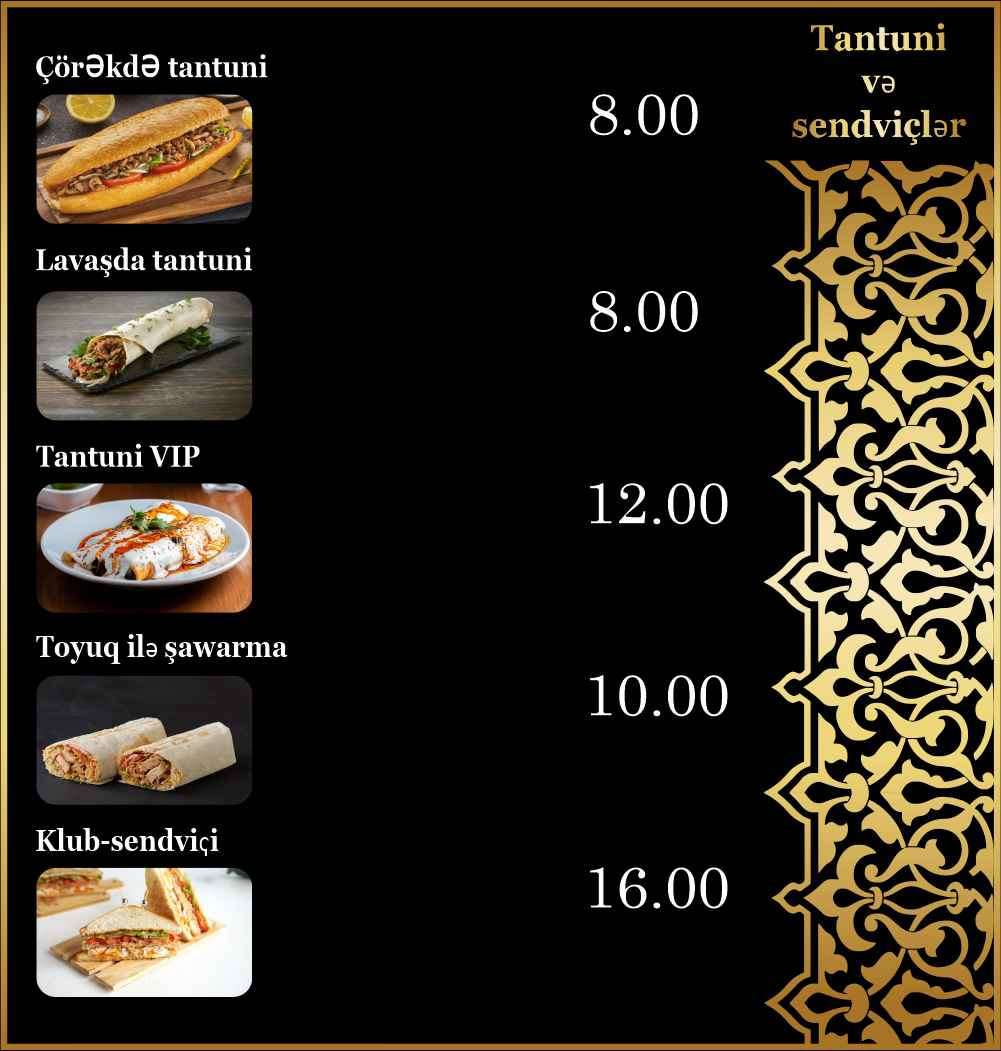 Tantuni
və
sendviçlər
ÇörƏkdƏ tantuni
8.00
Lavaşda tantuni
8.00
Tantuni VIP
12.00
Toyuq ilə şawarma
10.00
Klub-sendviçi
16.00